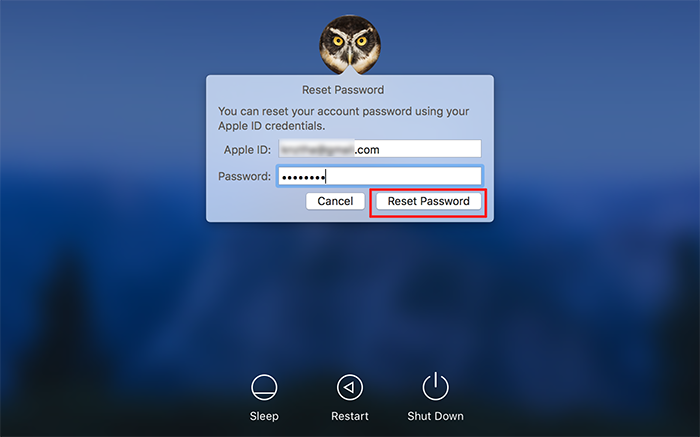 Reset Password
You can reset your account password using your
Apple ID credentials.
Apple ID: .com
Password: ••••••••
Cancel Reset Password
Sleep Restart Shut Down